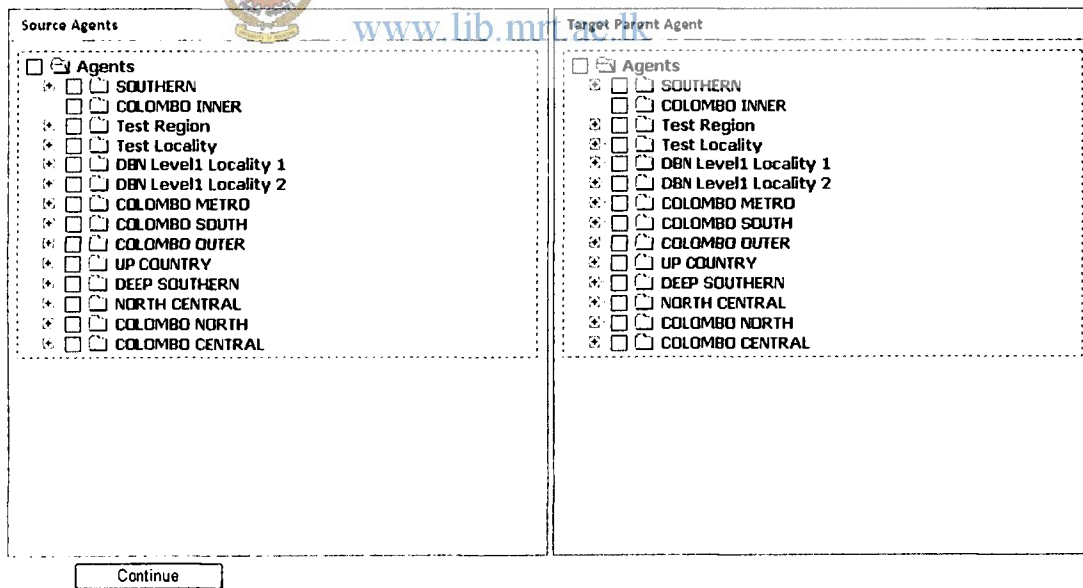 www.lib.mrt.ac.lk
Source Agents
Agents
SOUTHERN
COLOMBO INNER
Test Region
Test Locality
DBN Level1 Locality 1
DBN Level1 Locality 2
COLOMBO METRO
COLOMBO SOUTH
COLOMBO OUTER
UP COUNTRY
DEEP SOUTHERN
NORTH CENTRAL
COLOMBO NORTH
COLOMBO CENTRAL
Target Parent Agent
Agents
SOUTHERN
COLOMBO INNER
Test Region
Test Locality
DBN Level1 Locality 1
DBN Level1 Locality 2
COLOMBO METRO
COLOMBO SOUTH
COLOMBO OUTER
UP COUNTRY
DEEP SOUTHERN
NORTH CENTRAL
COLOMBO NORTH
COLOMBO CENTRAL
Continue